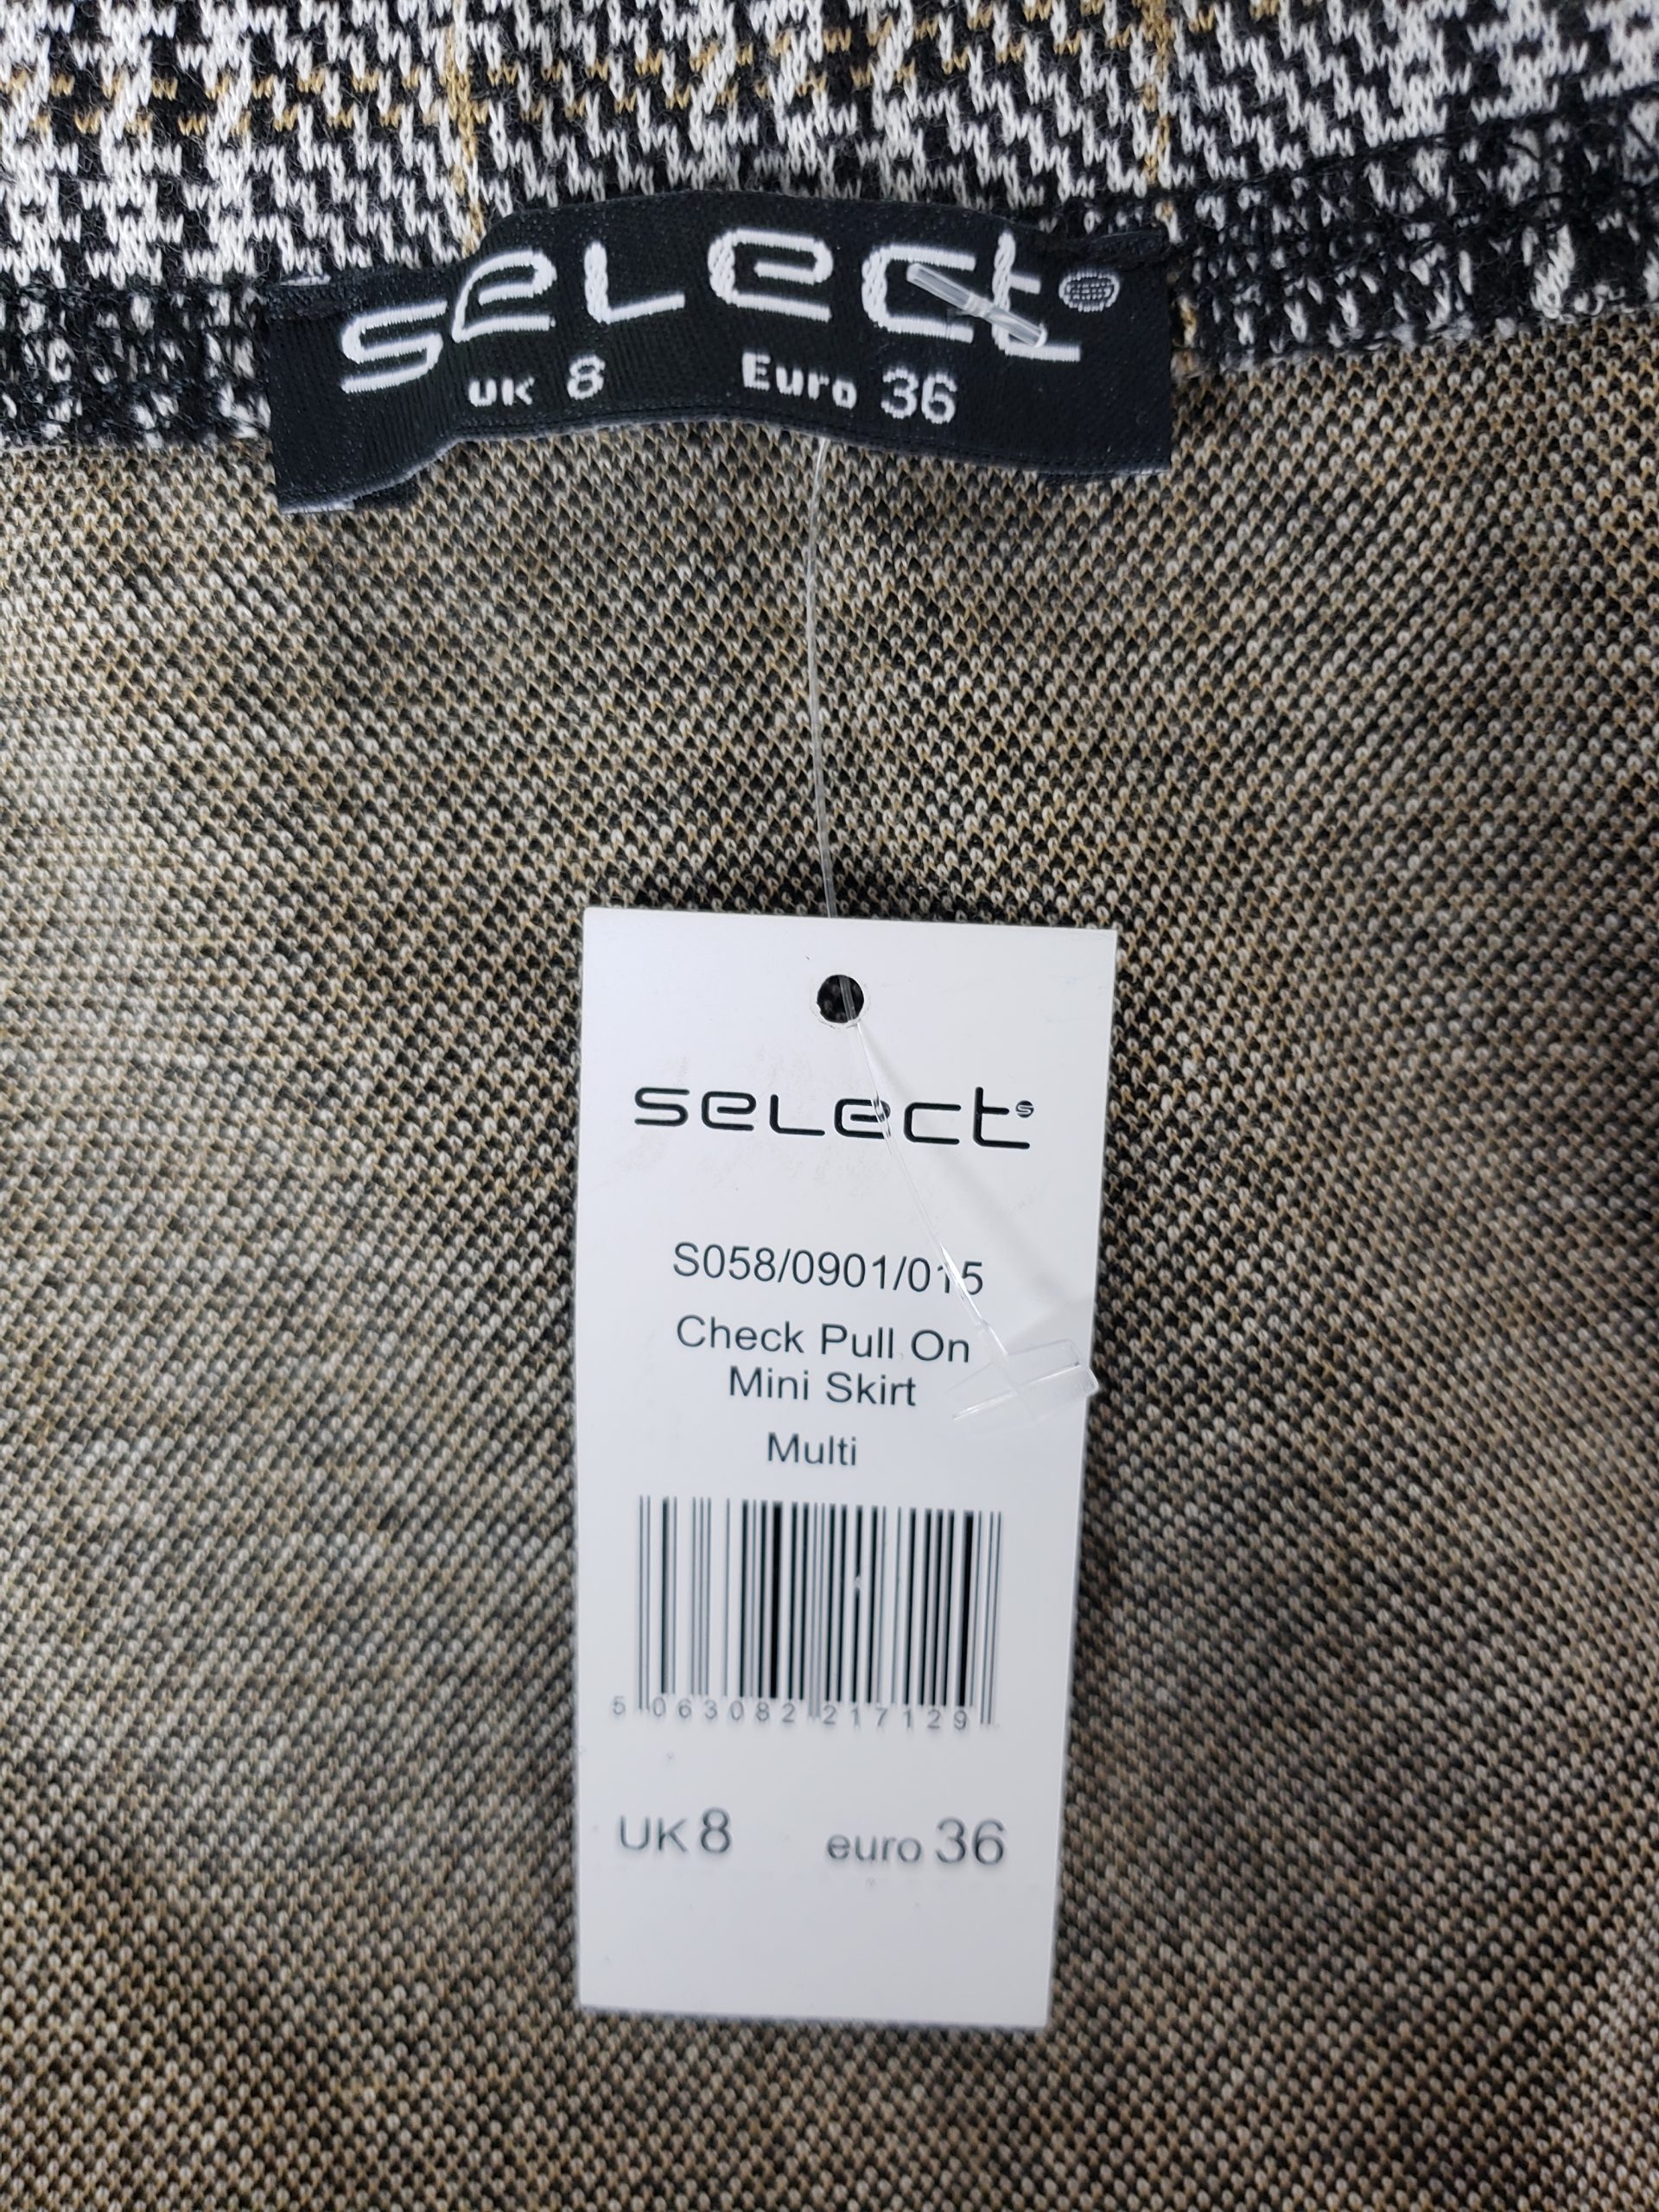 select
UK 8 Euro 36
select
S058/0901/015
Check Pull On
Mini Skirt
Multi
5 063082 217129
UK 8 euro 36